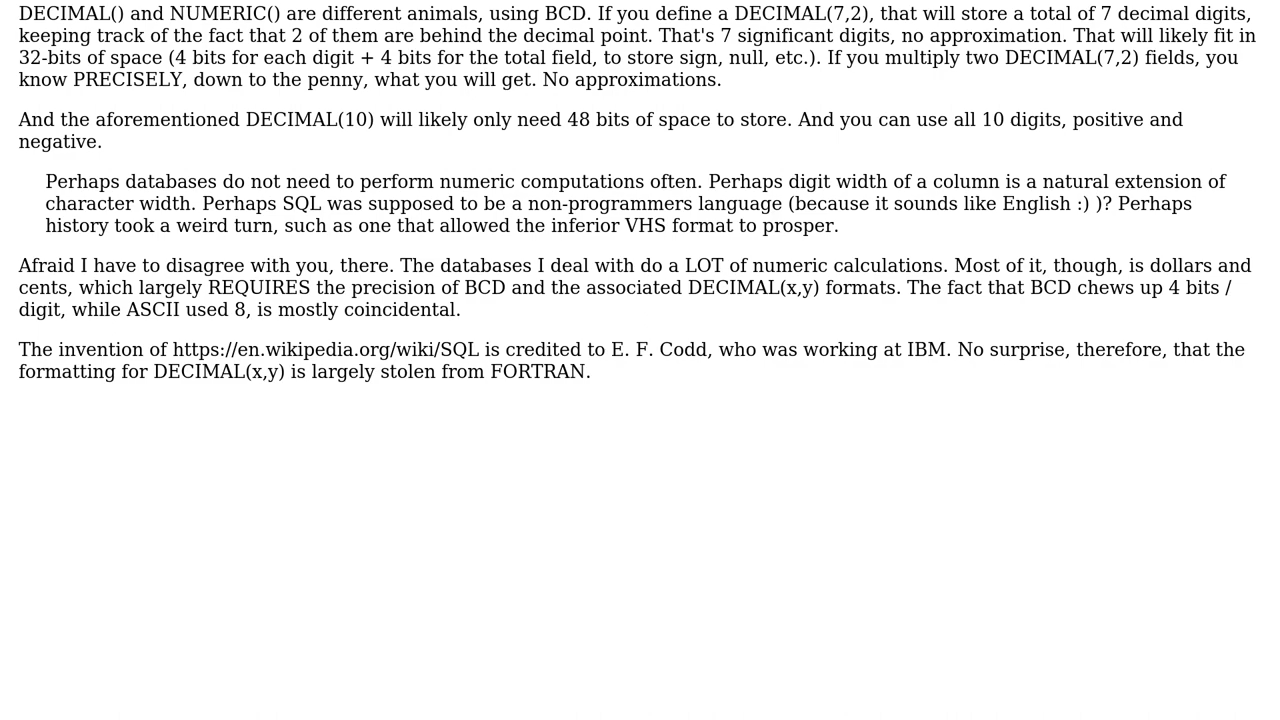 DECIMAL() and NUMERIC() are different animals, using BCD. If you define a DECIMAL(7,2), that will store a total of 7 decimal digits,
keeping track of the fact that 2 of them are behind the decimal point. That's 7 significant digits, no approximation. That will likely fit in
32-bits of space (4 bits for each digit + 4 bits for the total field, to store sign, null, etc.). If you multiply two DECIMAL(7,2) fields, you
know PRECISELY, down to the penny, what you will get. No approximations.
And the aforementioned DECIMAL(10) will likely only need 48 bits of space to store. And you can use all 10 digits, positive and
negative.
Perhaps databases do not need to perform numeric computations often. Perhaps digit width of a column is a natural extension of
character width. Perhaps SQL was supposed to be a non-programmers language (because it sounds like English :) )? Perhaps
history took a weird turn, such as one that allowed the inferior VHS format to prosper.
Afraid I have to disagree with you, there. The databases I deal with do a LOT of numeric calculations. Most of it, though, is dollars and
cents, which largely REQUIRES the precision of BCD and the associated DECIMAL(x,y) formats. The fact that BCD chews up 4 bits /
digit, while ASCII used 8, is mostly coincidental.
The invention of https://en.wikipedia.org/wiki/SQL is credited to E. F. Codd, who was working at IBM. No surprise, therefore, that the
formatting for DECIMAL(x,y) is largely stolen from FORTRAN.